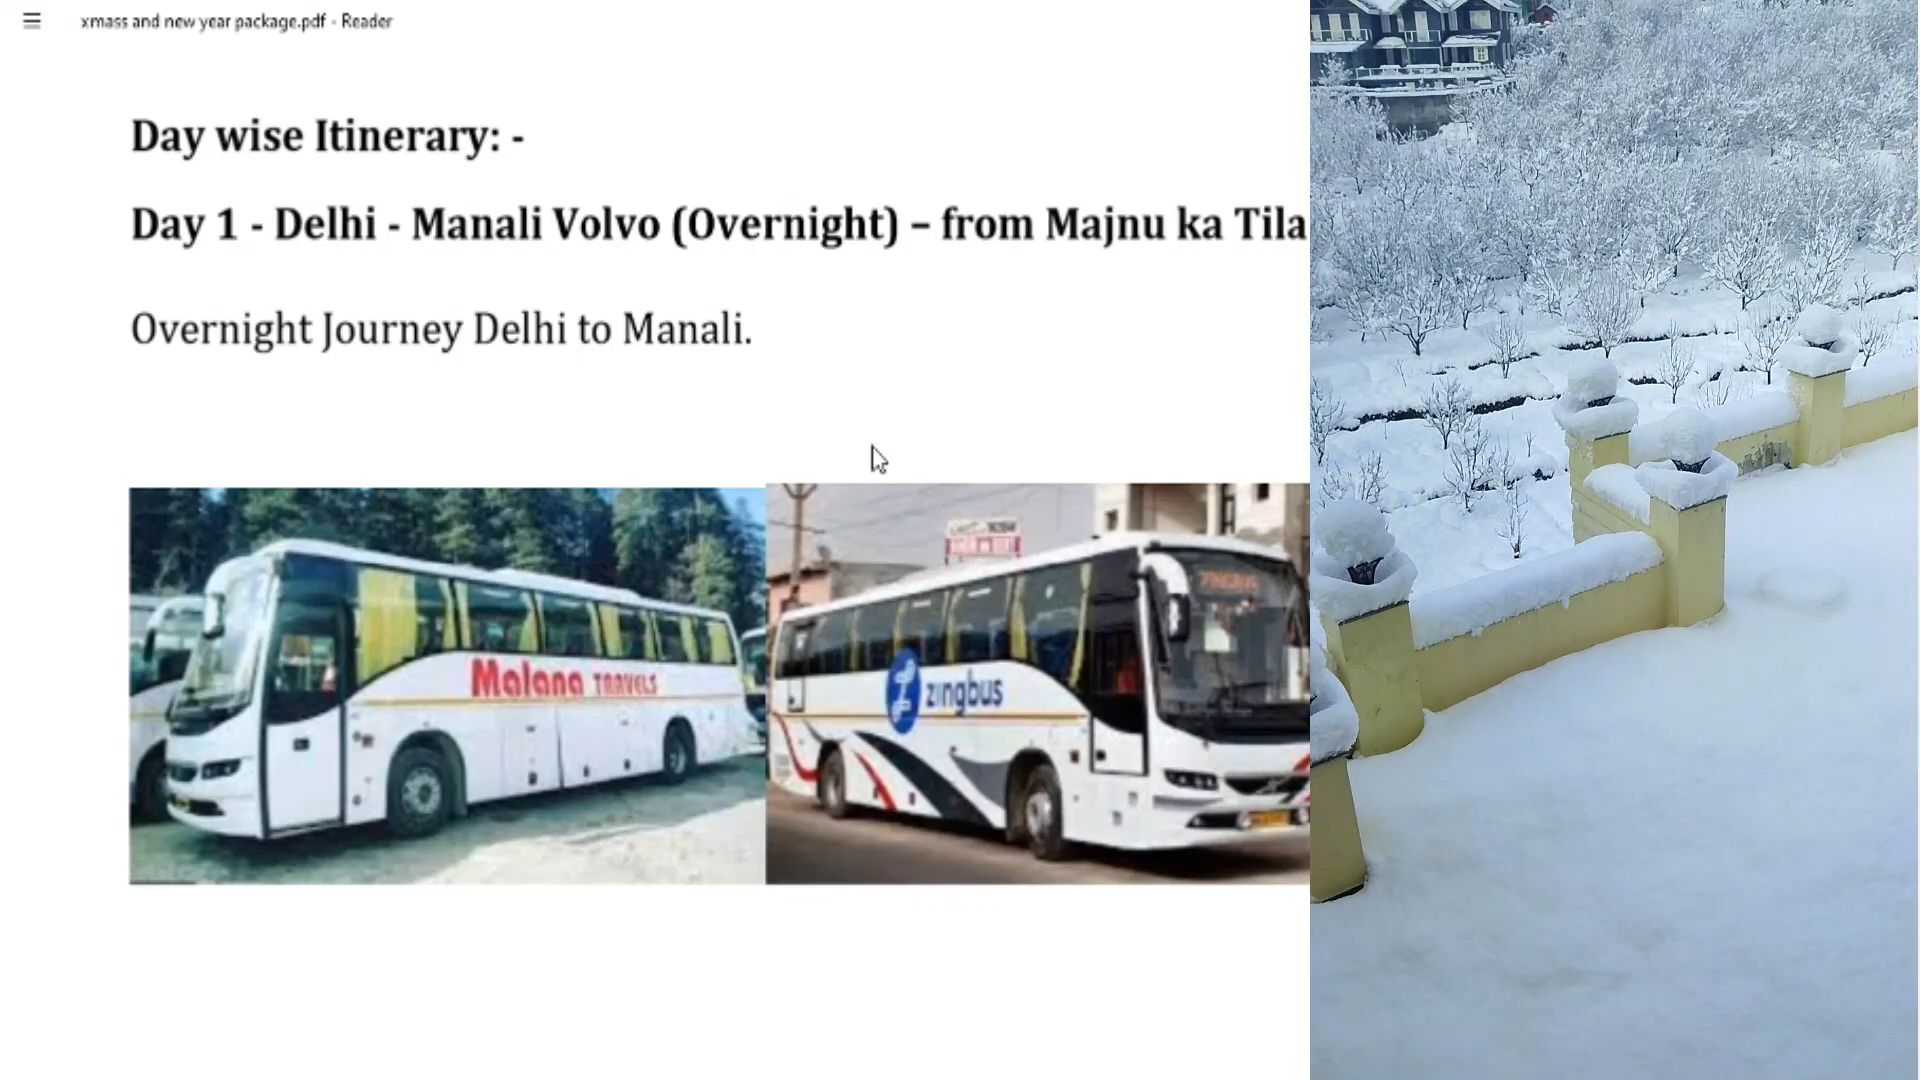 xmass and new year package.pdf - Reader
Day wise Itinerary: -
Day 1 - Delhi - Manali Volvo (Overnight) – from Majnu ka Tila
Overnight Journey Delhi to Manali.
Malana TRAVELS
zingbus